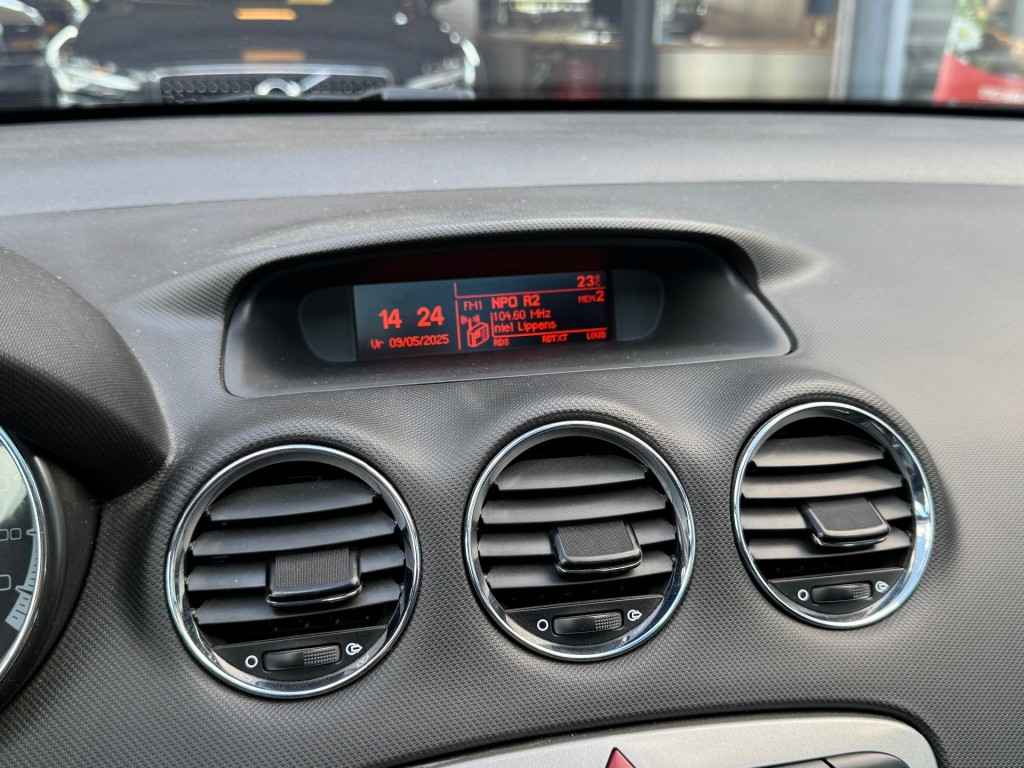 23°C
FM1 NPO R2 MEM2
14 24
104.60 MHz
niel Lippens
Vr 09/05/2025
RDS RDTXT LOUD